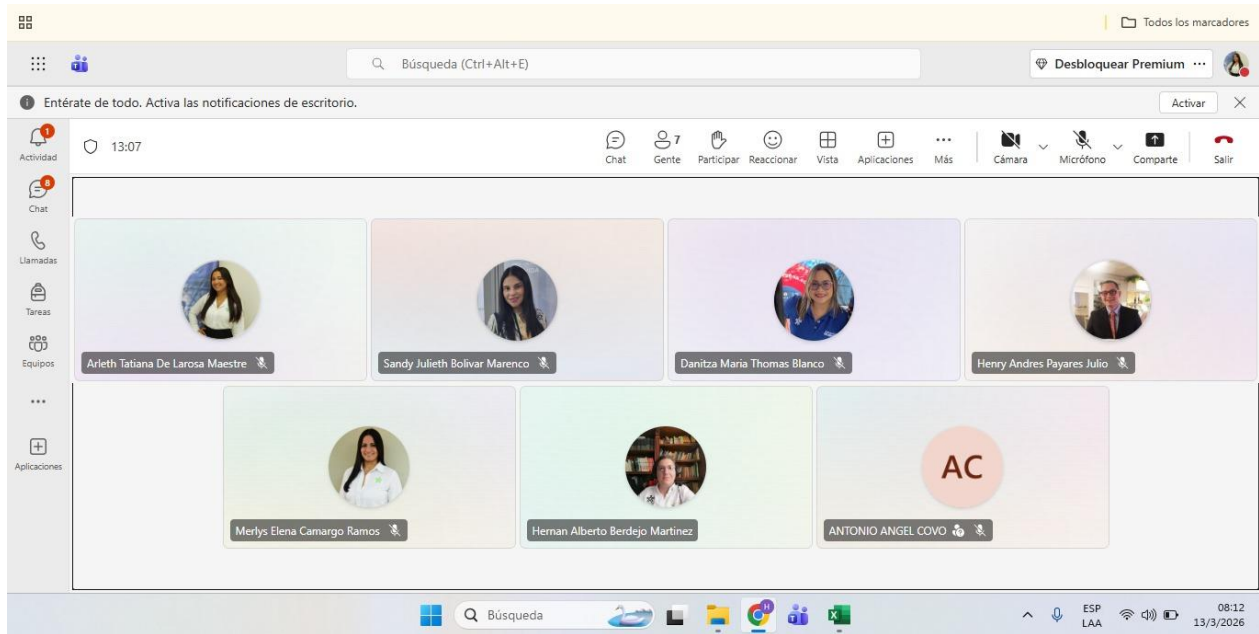 Todos los marcadores
Búsqueda (Ctrl+Alt+E)
Desbloquear Premium ···
Entérate de todo. Activa las notificaciones de escritorio.
Activar
1
Actividad
13:07
Chat
7
Gente
Participar
Reaccionar
Vista
Aplicaciones
Más
Cámara
Micrófono
Comparte
Salir
8
Chat
Llamadas
Tareas
Equipos
Aplicaciones
Arleth Tatiana De Larosa Maestre
Sandy Julieth Bolivar Marenco
Danitza Maria Thomas Blanco
Henry Andres Payares Julio
AC
Merlys Elena Camargo Ramos
Hernan Alberto Berdejo Martinez
ANTONIO ANGEL COVO
Búsqueda
ESP
LAA
08:12
13/3/2026